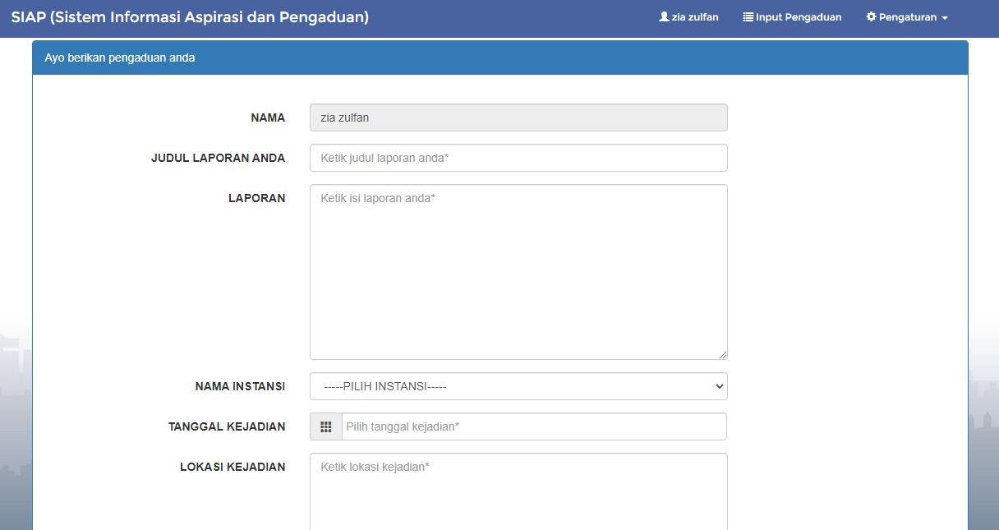 SIAP (Sistem Informasi Aspirasi dan Pengaduan)
zia zulfan
Input Pengaduan
Pengaturan
Ayo berikan pengaduan anda
NAMA
zia zulfan
JUDUL LAPORAN ANDA
Ketik judul laporan anda*
LAPORAN
Ketik isi laporan anda*
NAMA INSTANSI
-----PILIH INSTANSI-----
TANGGAL KEJADIAN
Pilih tanggal kejadian*
LOKASI KEJADIAN
Ketik lokasi kejadian*